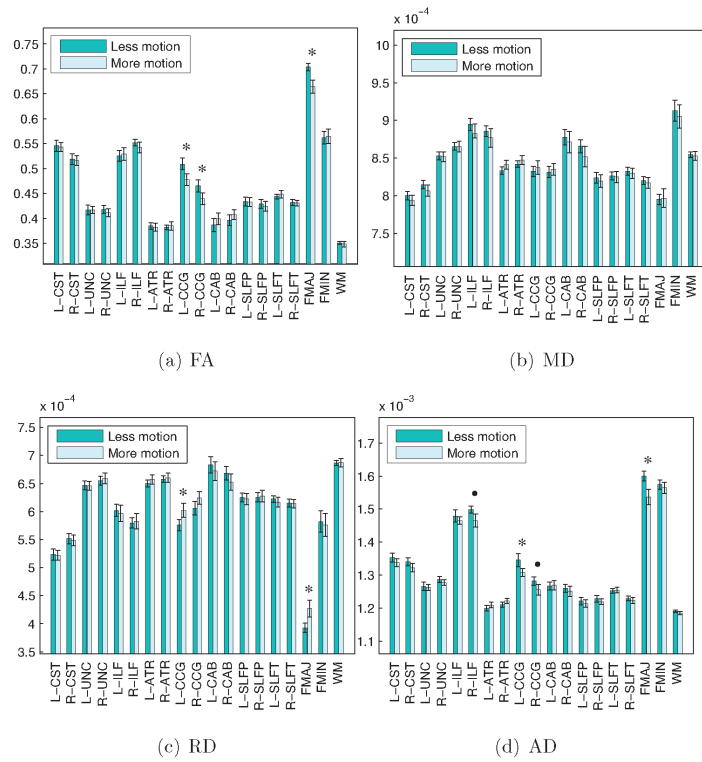 0.75
0.7
0.65
0.6
0.55
0.5
0.45
0.4
0.35
Less motion
More motion
*
*
*
L−CST
R−CST
L−UNC
R−UNC
L−ILF
R−ILF
L−ATR
R−ATR
L−CCG
R−CCG
L−CAB
R−CAB
L−SLFP
R−SLFP
L−SLFT
R−SLFT
FMAJ
FMIN
WM
(a) FA
x 10⁻⁴
10
9.5
9
8.5
8
7.5
Less motion
More motion
L−CST
R−CST
L−UNC
R−UNC
L−ILF
R−ILF
L−ATR
R−ATR
L−CCG
R−CCG
L−CAB
R−CAB
L−SLFP
R−SLFP
L−SLFT
R−SLFT
FMAJ
FMIN
WM
(b) MD
x 10⁻⁴
7.5
7
6.5
6
5.5
5
4.5
4
3.5
Less motion
More motion
*
*
L−CST
R−CST
L−UNC
R−UNC
L−ILF
R−ILF
L−ATR
R−ATR
L−CCG
R−CCG
L−CAB
R−CAB
L−SLFP
R−SLFP
L−SLFT
R−SLFT
FMAJ
FMIN
WM
(c) RD
x 10⁻³
1.7
1.6
1.5
1.4
1.3
1.2
1.1
Less motion
More motion
*
*
L−CST
R−CST
L−UNC
R−UNC
L−ILF
R−ILF
L−ATR
R−ATR
L−CCG
R−CCG
L−CAB
R−CAB
L−SLFP
R−SLFP
L−SLFT
R−SLFT
FMAJ
FMIN
WM
(d) AD